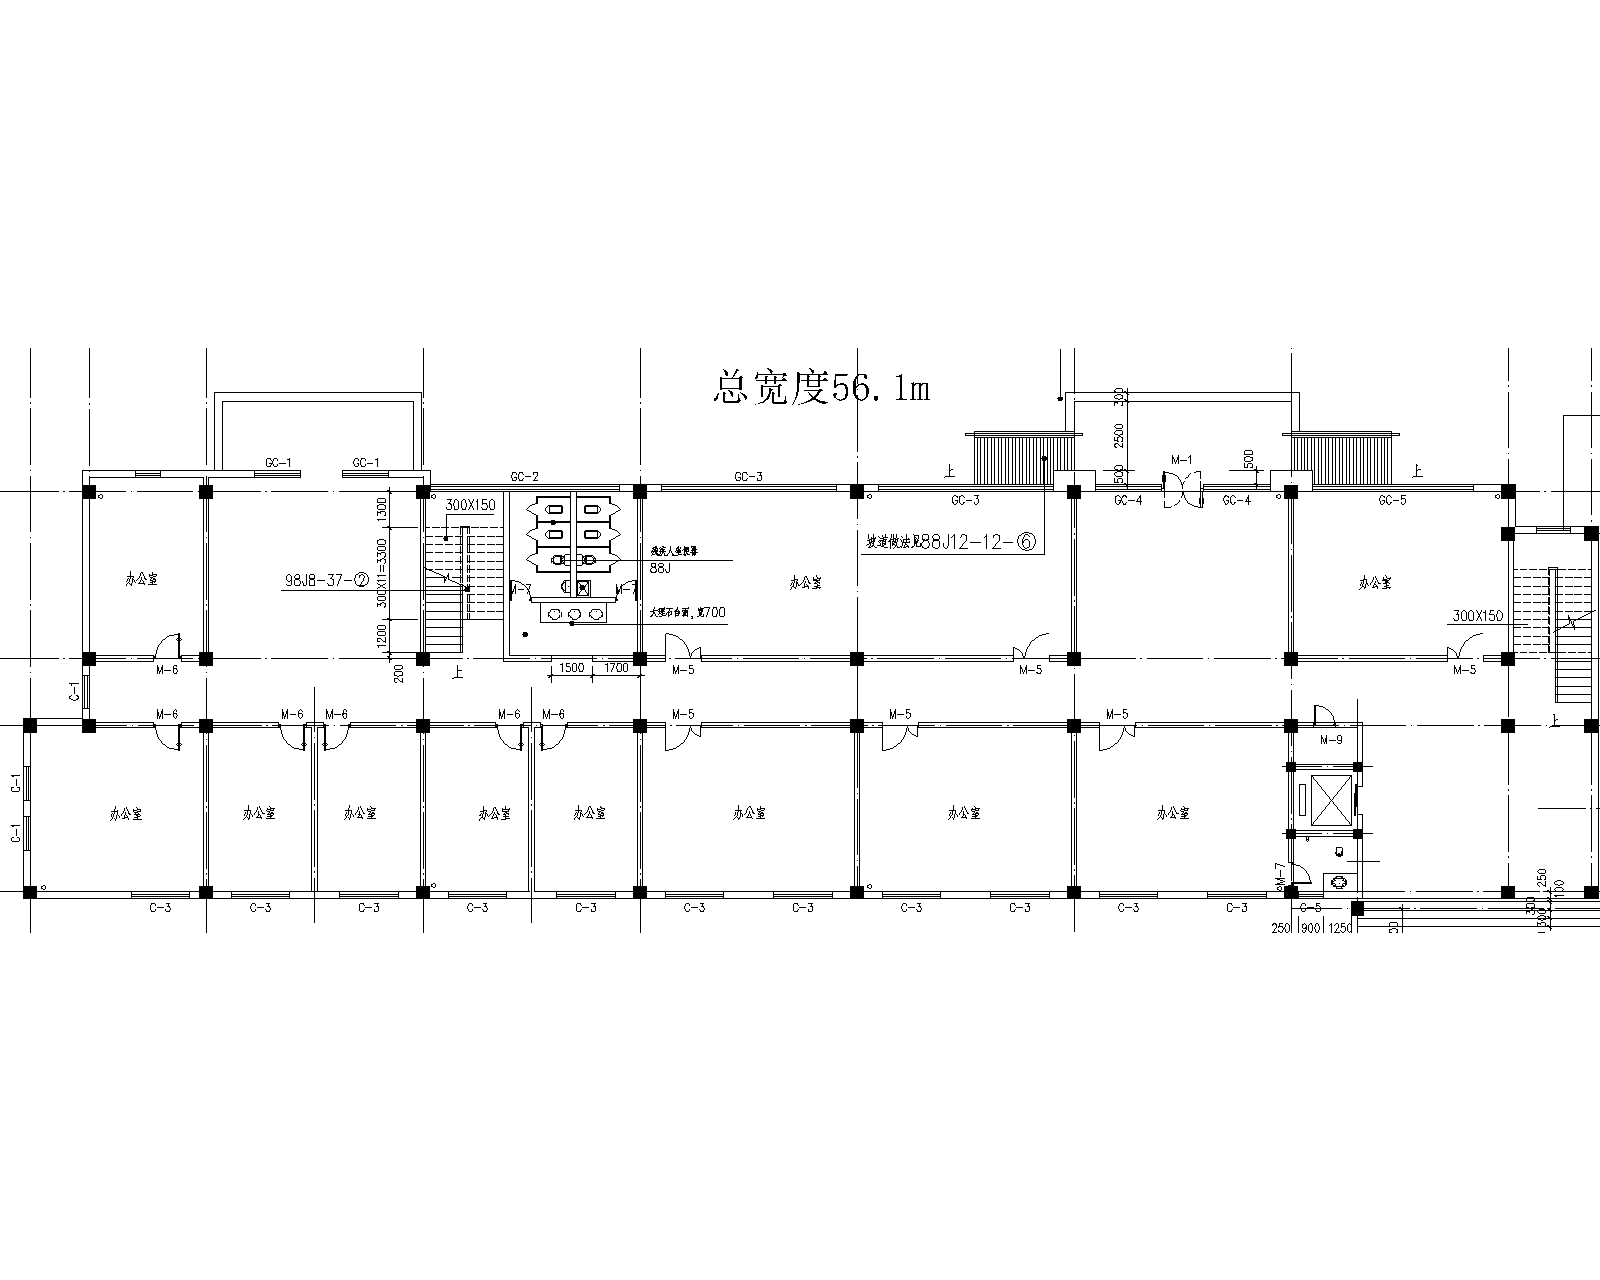 总宽度56.1m
300
2500
500
500
M-1
上
上
GC-1
GC-1
GC-2
GC-3
GC-3
GC-4
GC-4
GC-5
300X150
1300
300X11=3300
1200
200
98J8-37-②
残疾人坐便器
88J
大理石台面，宽700
坡道做法见88J12-12-⑥
办公室
办公室
办公室
M-7
M-7
300X150
1500
1700
上
上
M-6
M-5
M-5
M-5
C-1
M-6
M-6
M-6
M-6
M-6
M-5
M-5
M-5
M-9
C-1
C-1
办公室
办公室
办公室
办公室
办公室
办公室
办公室
办公室
M-7
C-3
C-3
C-3
C-3
C-3
C-3
C-3
C-3
C-3
C-3
C-3
C-5
250
900
1250
250
100
300
300